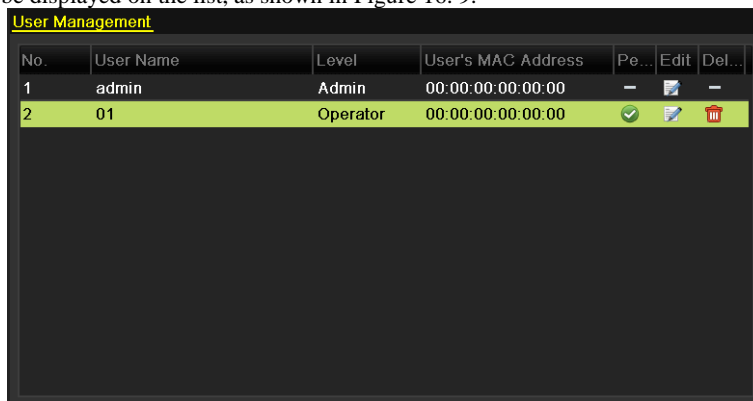 be displayed on the list, as shown in Figure 18. 9.
User Management
No. User Name Level User's MAC Address Pe... Edit Del...
1 admin Admin 00:00:00:00:00:00 – –
2 01 Operator 00:00:00:00:00:00